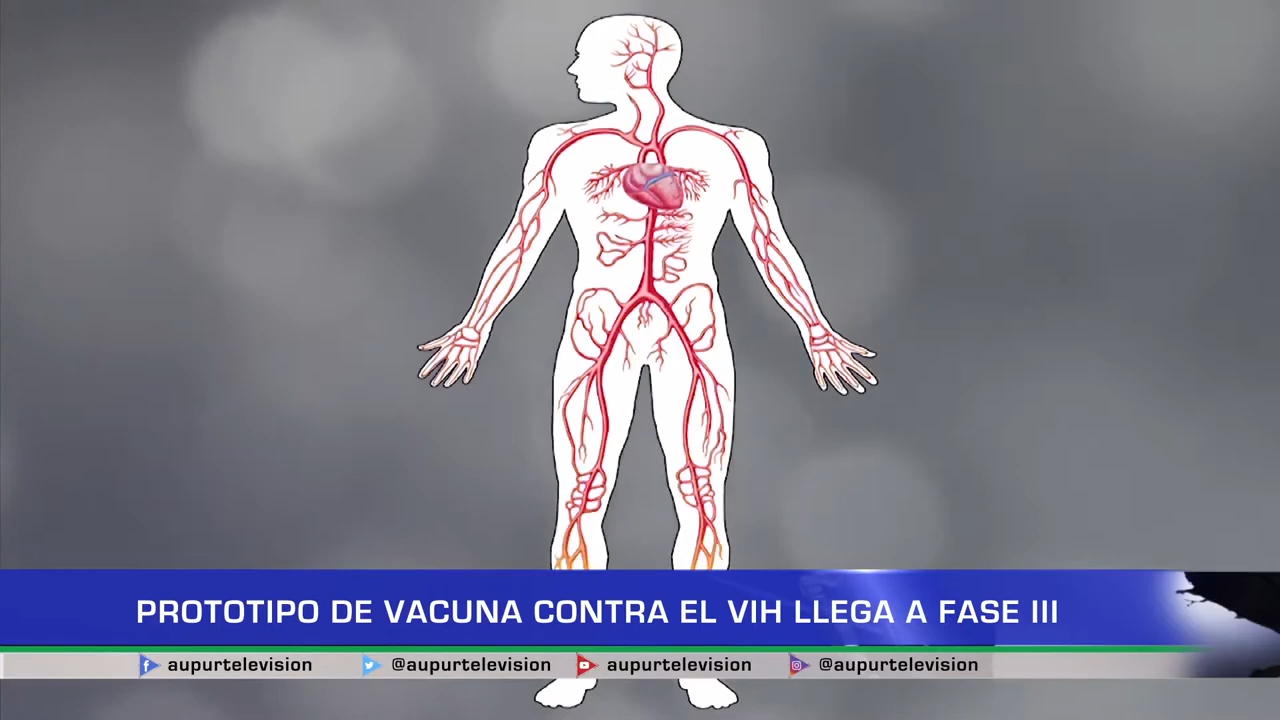 PROTOTIPO DE VACUNA CONTRA EL VIH LLEGA A FASE III
aupurtelevision @aupurtelevision aupurtelevision @aupurtelevision